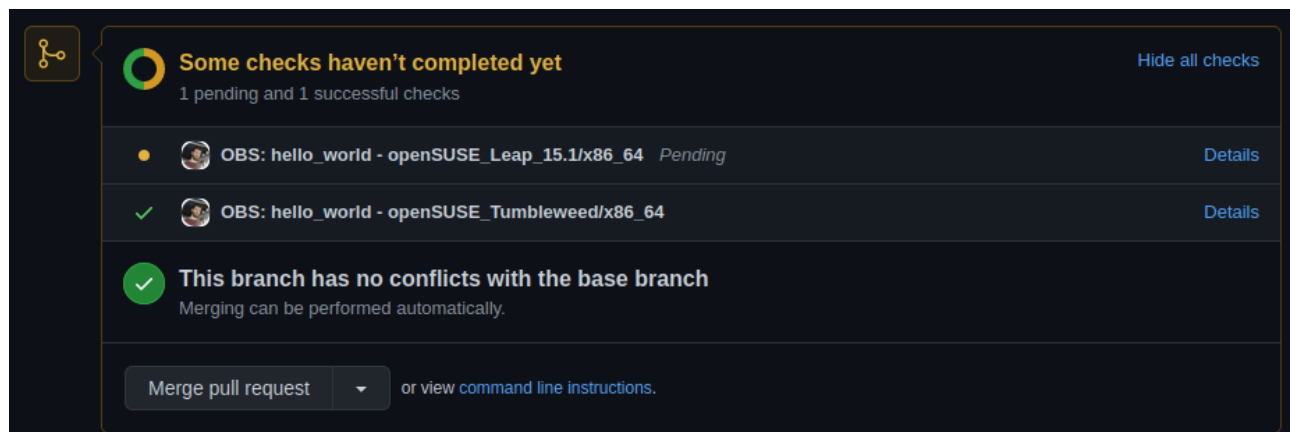 Some checks haven’t completed yet
Hide all checks
1 pending and 1 successful checks
OBS: hello_world - openSUSE_Leap_15.1/x86_64 Pending
Details
OBS: hello_world - openSUSE_Tumbleweed/x86_64
Details
This branch has no conflicts with the base branch
Merging can be performed automatically.
Merge pull request
or view command line instructions.